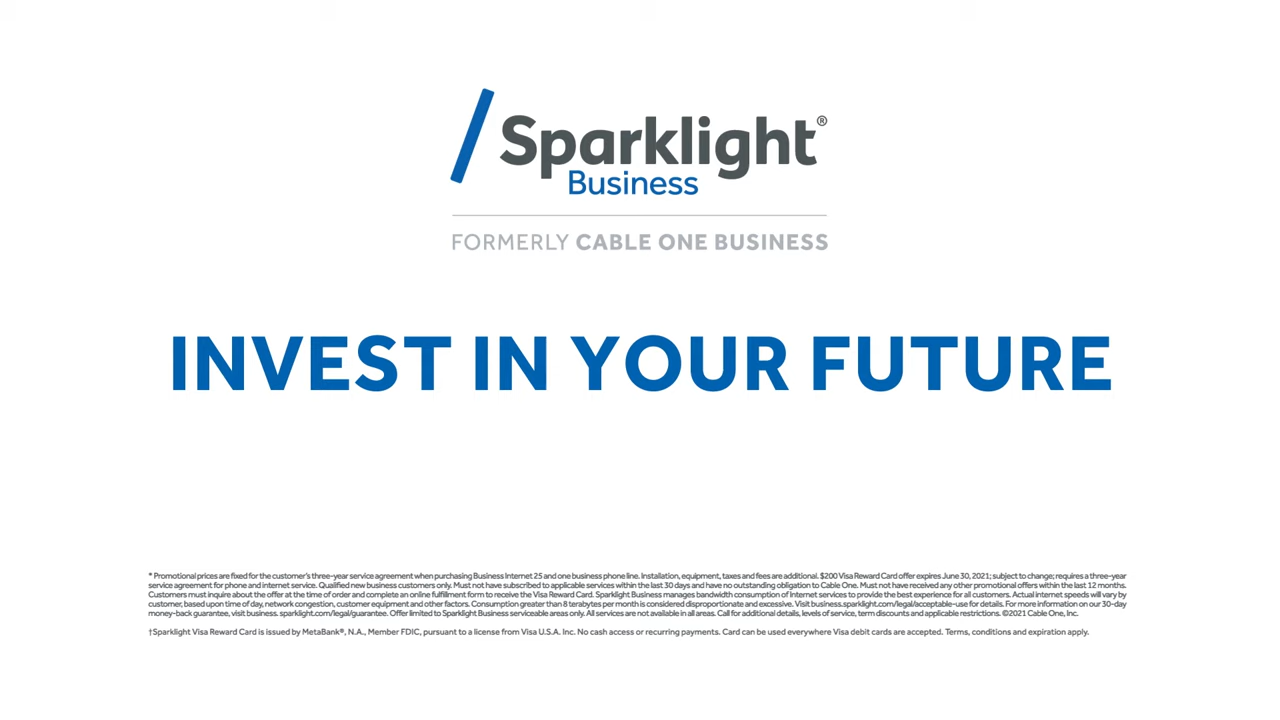 Sparklight®
Business
FORMERLY CABLE ONE BUSINESS
INVEST IN YOUR FUTURE
* Promotional prices are fixed for the customer's three-year service agreement when purchasing Business Internet 25 and one business phone line. Installation, equipment, taxes and fees are additional. $200 Visa Reward Card offer expires June 30, 2021; subject to change; requires a three-year
service agreement for phone and internet service. Qualified new business customers only. Must not have subscribed to applicable services within the last 30 days and have no outstanding obligation to Cable One. Must not have received any other promotional offers within the last 12 months.
Customers must inquire about the offer at the time of order and complete an online fulfillment form to receive the Visa Reward Card. Sparklight Business manages bandwidth consumption of Internet services to provide the best experience for all customers. Actual internet speeds will vary by
customer, based upon time of day, network congestion, customer equipment and other factors. Consumption greater than 8 terabytes per month is considered disproportionate and excessive. Visit business.sparklight.com/legal/acceptable-use for details. For more information on our 30-day
money-back guarantee, visit business. sparklight.com/legal/guarantee. Offer limited to Sparklight Business serviceable areas only. All services are not available in all areas. Call for additional details, levels of service, term discounts and applicable restrictions. ©2021 Cable One, Inc.
†Sparklight Visa Reward Card is issued by MetaBank®, N.A., Member FDIC, pursuant to a license from Visa U.S.A. Inc. No cash access or recurring payments. Card can be used everywhere Visa debit cards are accepted. Terms, conditions and expiration apply.